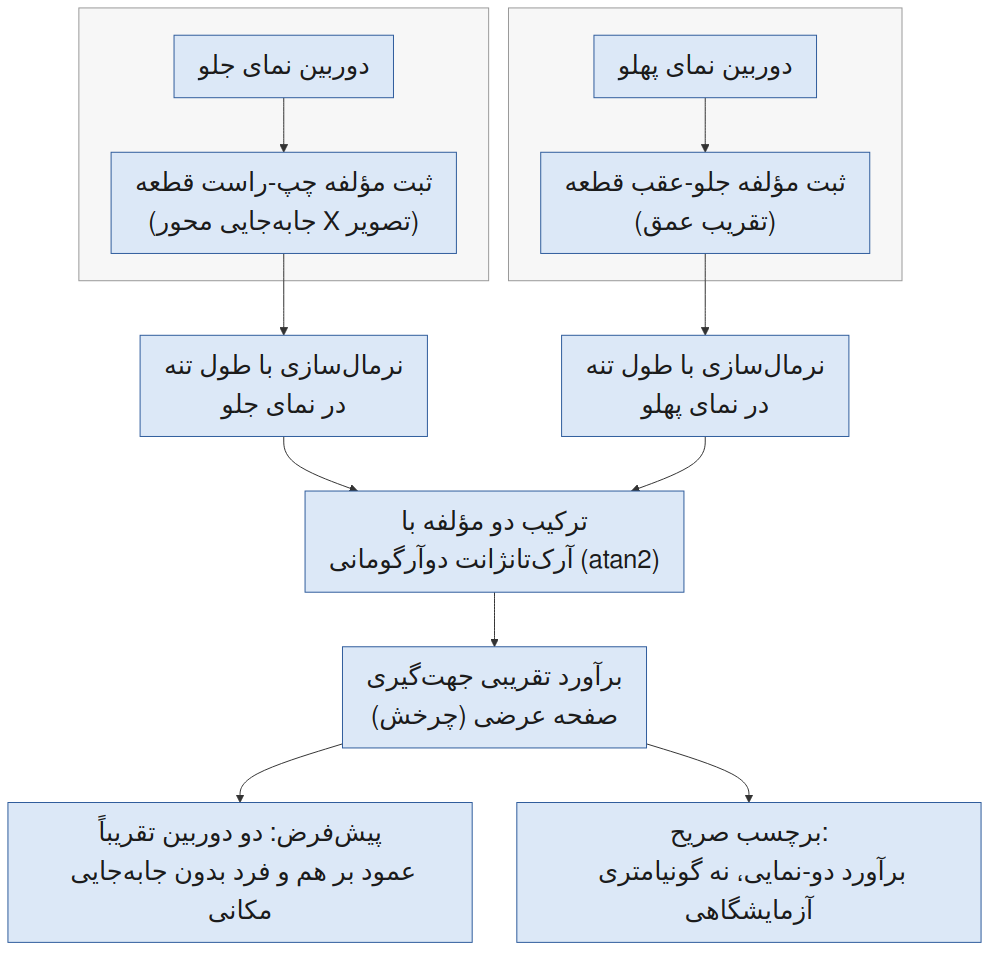 دوربین نمای جلو
ثبت مؤلفه چپ-راست قطعه
(جابه‌جایی محور X تصویر)
دوربین نمای پهلو
ثبت مؤلفه جلو-عقب قطعه
(تقریب عمق)
نرمال‌سازی با طول تنه
در نمای جلو
نرمال‌سازی با طول تنه
در نمای پهلو
ترکیب دو مؤلفه با
آرک‌تانژانت دوآرگومانی (atan2)
برآورد تقریبی جهت‌گیری
صفحه عرضی (چرخش)
پیش‌فرض: دو دوربین تقریباً
عمود بر هم و فرد بدون جابه‌جایی
مکانی
برچسب صریح:
برآورد دو-نمایی، نه گونیامتری
آزمایشگاهی